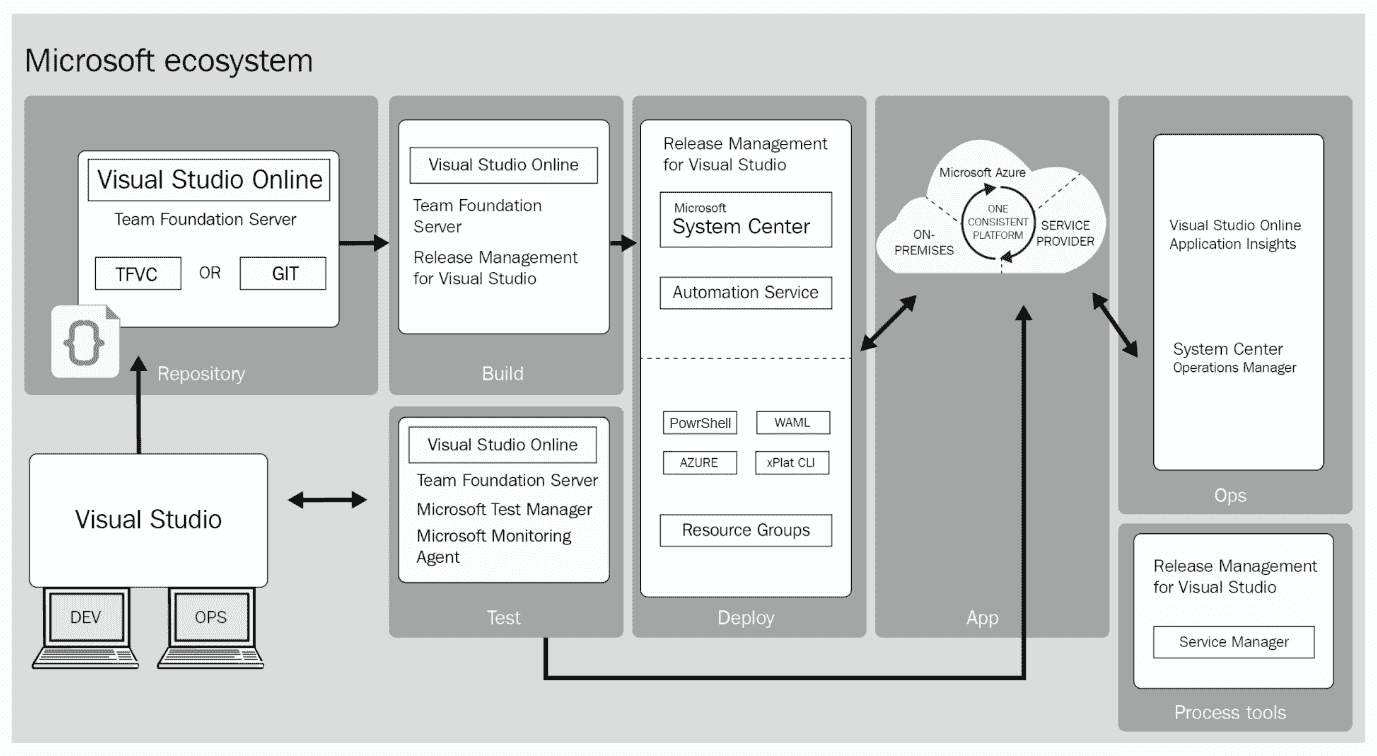 Microsoft ecosystem
Visual Studio Online
Team Foundation Server
TFVC OR GIT
{}
Repository
Visual Studio Online
Team Foundation
Server
Release Management
for Visual Studio
Build
Release Management
for Visual Studio
Microsoft
System Center
Automation Service
PowrShell WAML
AZURE xPlat CLI
Resource Groups
Deploy
Microsoft Azure
ONE
CONSISTENT
PLATFORM
ON-
PREMISES
SERVICE
PROVIDER
App
Visual Studio Online
Application Insights
System Center
Operations Manager
Ops
Visual Studio
DEV OPS
Visual Studio Online
Team Foundation Server
Microsoft Test Manager
Microsoft Monitoring
Agent
Test
Release Management
for Visual Studio
Service Manager
Process tools